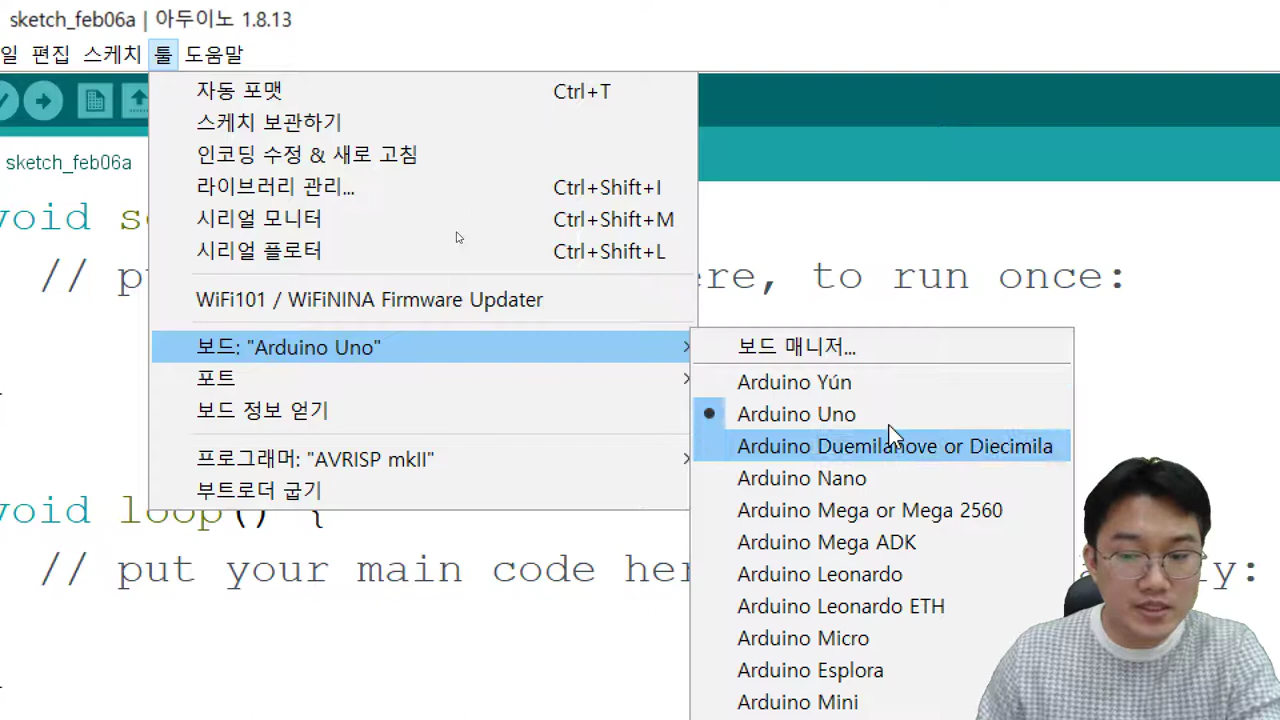 sketch_feb06a | 아두이노 1.8.13
일 편집 스케치 툴 도움말
sketch_feb06a
자동 포맷 Ctrl+T
스케치 보관하기
인코딩 수정 & 새로 고침
라이브러리 관리... Ctrl+Shift+I
시리얼 모니터 Ctrl+Shift+M
시리얼 플로터 Ctrl+Shift+L
WiFi101 / WiFiNINA Firmware Updater
보드: "Arduino Uno"
포트
보드 정보 얻기
프로그래머: "AVRISP mkII"
부트로더 굽기
보드 매니저...
Arduino Yún
Arduino Uno
Arduino Duemilanove or Diecimila
Arduino Nano
Arduino Mega or Mega 2560
Arduino Mega ADK
Arduino Leonardo
Arduino Leonardo ETH
Arduino Micro
Arduino Esplora
Arduino Mini
void s
// p re, to run once:
void loop() {
// put your main code her y: